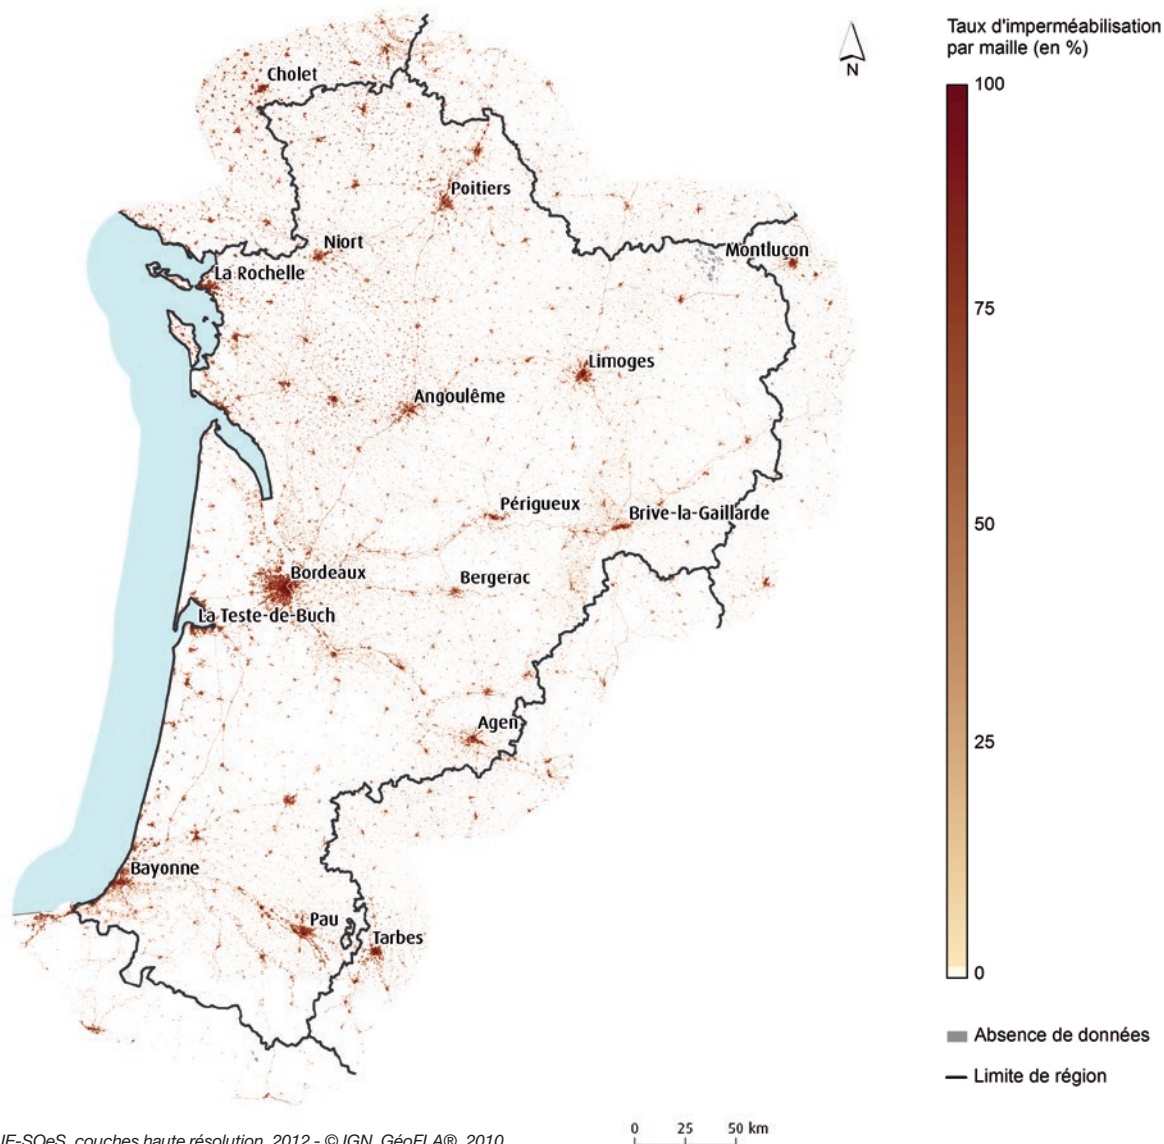 Taux d'imperméabilisation
par maille (en %)
100
75
50
25
0
Absence de données
Limite de région
N
Cholet
Poitiers
Niort
La Rochelle
Montluçon
Limoges
Angoulême
Périgueux
Brive-la-Gaillarde
Bordeaux
Bergerac
La Teste-de-Buch
Agen
Bayonne
Pau
Tarbes
0 25 50 km
couches haute résolution, 2012 - © IGN, GéoFLA®, 2010